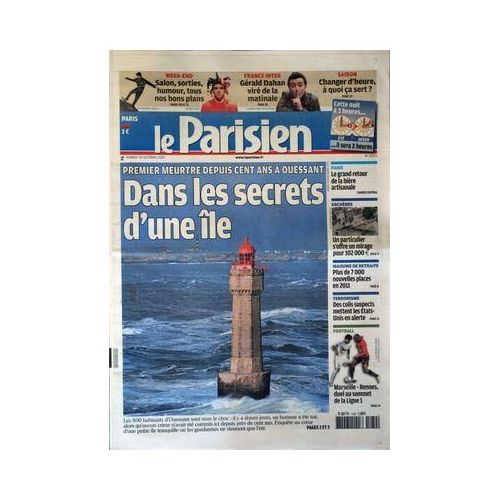 WEEK-END
Salon, sorties,
humour, tous
nos bons plans
FRANCE INTER
Gérald Dahan
viré de la
matinale
SAISON
Changer d'heure,
à quoi ça sert ?
PARIS
1 €
le Parisien
Cette nuit
à 3 heures...
...il sera 2 heures
www.leparisien.fr
PREMIER MEURTRE DEPUIS CENT ANS À OUESSANT
Dans les secrets
d'une île
PARIS
Le grand retour
de la bière
artisanale
CAHIER CENTRAL
ENCHÈRES
Un particulier
s'offre un mirage
pour 102 000 €
MAISONS DE RETRAITE
Plus de 7 000
nouvelles places
en 2011
TERRORISME
Des colis suspects
mettent les États-
Unis en alerte
FOOTBALL
Marseille - Rennes,
duel au sommet
de la Ligue 1
Les 800 habitants d'Ouessant sont sous le choc : il y a douze jours, un homme a été tué,
alors qu'aucun crime n'avait été commis ici depuis près de cent ans. Enquête au cœur
d'une petite île tranquille où les gendarmes ne viennent que l'été.
PAGES 2 ET 3